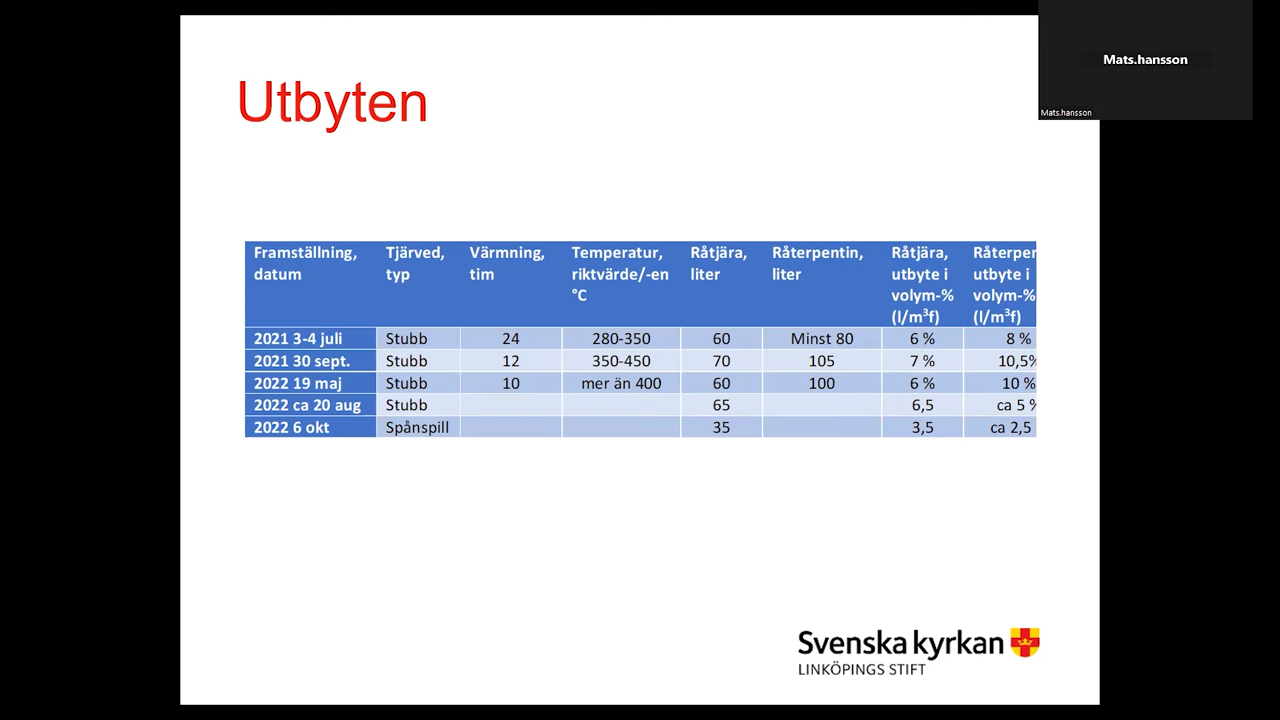 Mats.hansson
Mats.hansson
Utbyten
Framställning, datum Tjärved, typ Värmning, tim Temperatur, riktvärde/-en °C Råtjära, liter Råterpentin, liter Råtjära, utbyte i volym-% (l/m³f) Råterpen utbyte i volym-% (l/m³f)
2021 3-4 juli Stubb 24 280-350 60 Minst 80 6 % 8 %
2021 30 sept. Stubb 12 350-450 70 105 7 % 10,5%
2022 19 maj Stubb 10 mer än 400 60 100 6 % 10 %
2022 ca 20 aug Stubb 65 6,5 ca 5 %
2022 6 okt Spånspill 35 3,5 ca 2,5
Svenska kyrkan
LINKÖPINGS STIFT